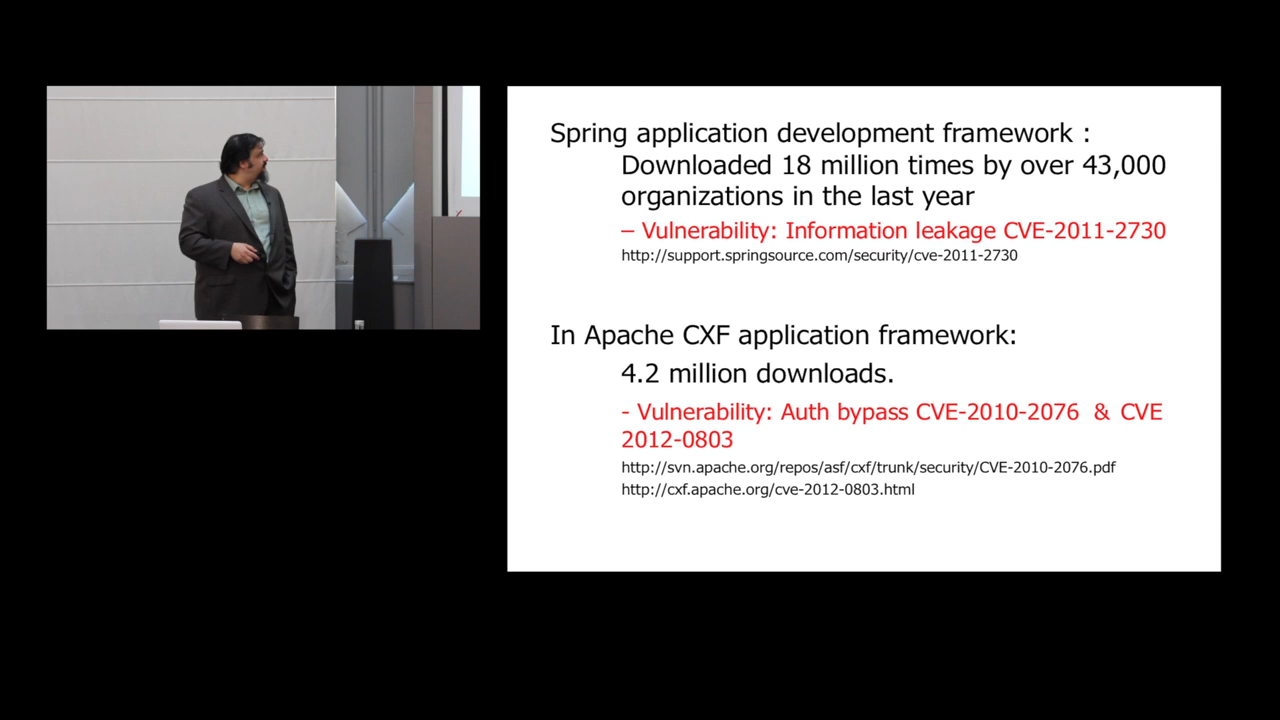 Spring application development framework :
Downloaded 18 million times by over 43,000
organizations in the last year
– Vulnerability: Information leakage CVE-2011-2730
http://support.springsource.com/security/cve-2011-2730
In Apache CXF application framework:
4.2 million downloads.
- Vulnerability: Auth bypass CVE-2010-2076 & CVE
2012-0803
http://svn.apache.org/repos/asf/cxf/trunk/security/CVE-2010-2076.pdf
http://cxf.apache.org/cve-2012-0803.html